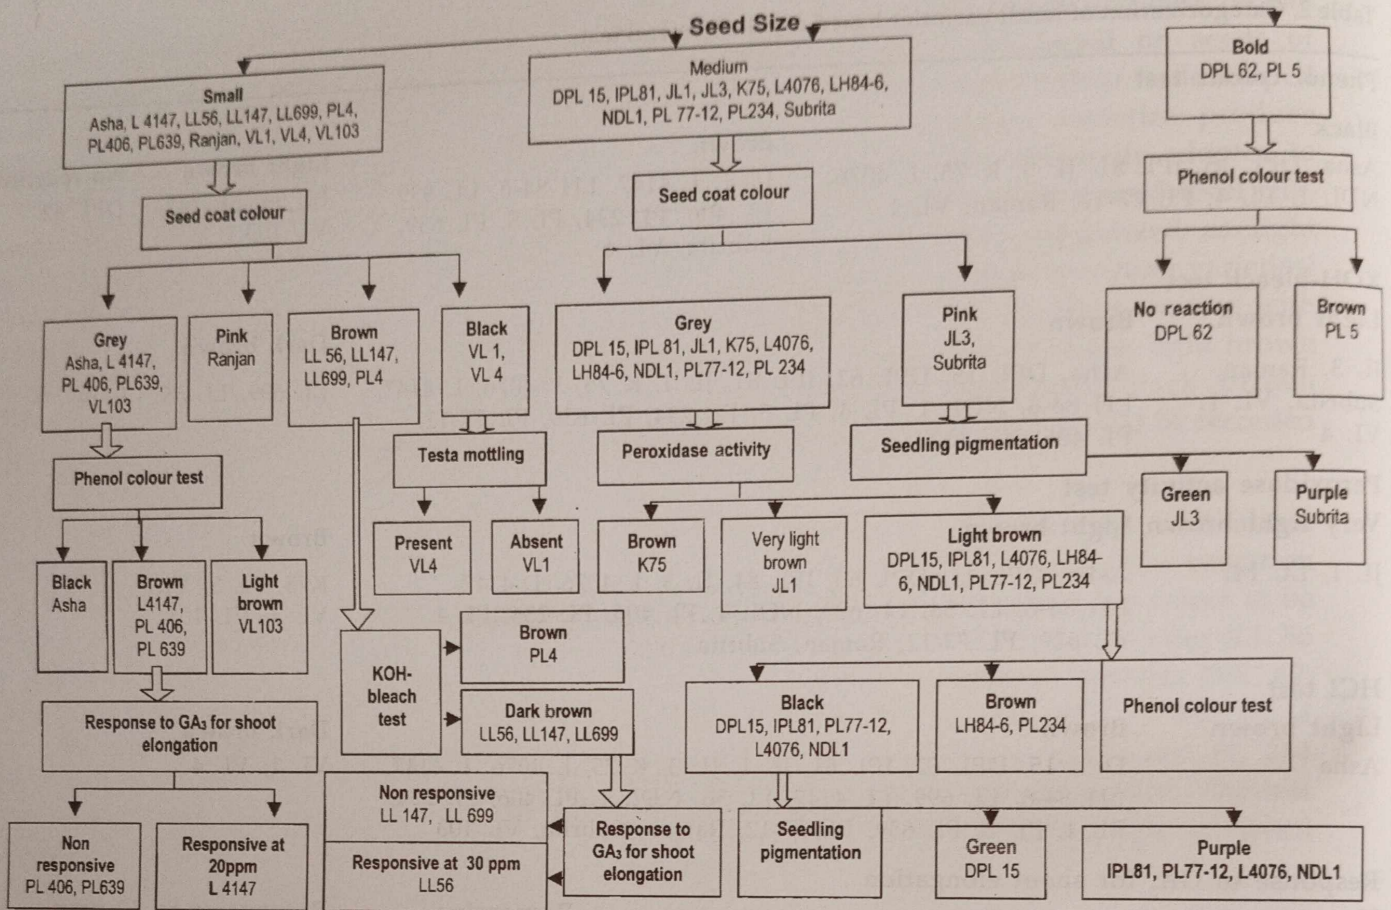 Seed Size
Small
Asha, L 4147, LL56, LL147, LL699, PL4,
PL406, PL639, Ranjan, VL1, VL4, VL103
Medium
DPL 15, IPL81, JL1, JL3, K75, L4076, LH84-6,
NDL1, PL 77-12, PL234, Subrita
Bold
DPL 62, PL 5
Seed coat colour
Seed coat colour
Phenol colour test
Grey
Asha, L 4147,
PL 406, PL639,
VL103
Pink
Ranjan
Brown
LL 56, LL147,
LL699, PL4
Black
VL 1,
VL 4
Grey
DPL 15, IPL 81, JL1, K75, L4076,
LH84-6, NDL1, PL77-12, PL 234
Pink
JL3,
Subrita
No reaction
DPL 62
Brown
PL 5
Phenol colour test
Testa mottling
Peroxidase activity
Seedling pigmentation
Green
JL3
Purple
Subrita
Black
Asha
Brown
L4147,
PL 406,
PL 639
Light
brown
VL103
Present
VL4
Absent
VL1
Brown
K75
Very light
brown
JL1
Light brown
DPL15, IPL81, L4076, LH84-
6, NDL1, PL77-12, PL234
KOH-
bleach
test
Brown
PL4
Dark brown
LL56, LL147, LL699
Black
DPL15, IPL81, PL77-12,
L4076, NDL1
Brown
LH84-6, PL234
Phenol colour test
Response to GA₃ for shoot
elongation
Non
responsive
PL 406, PL639
Responsive at
20ppm
L 4147
Non responsive
LL 147, LL 699
Responsive at 30 ppm
LL56
Response to
GA₃ for shoot
elongation
Seedling
pigmentation
Green
DPL 15
Purple
IPL81, PL77-12, L4076, NDL1